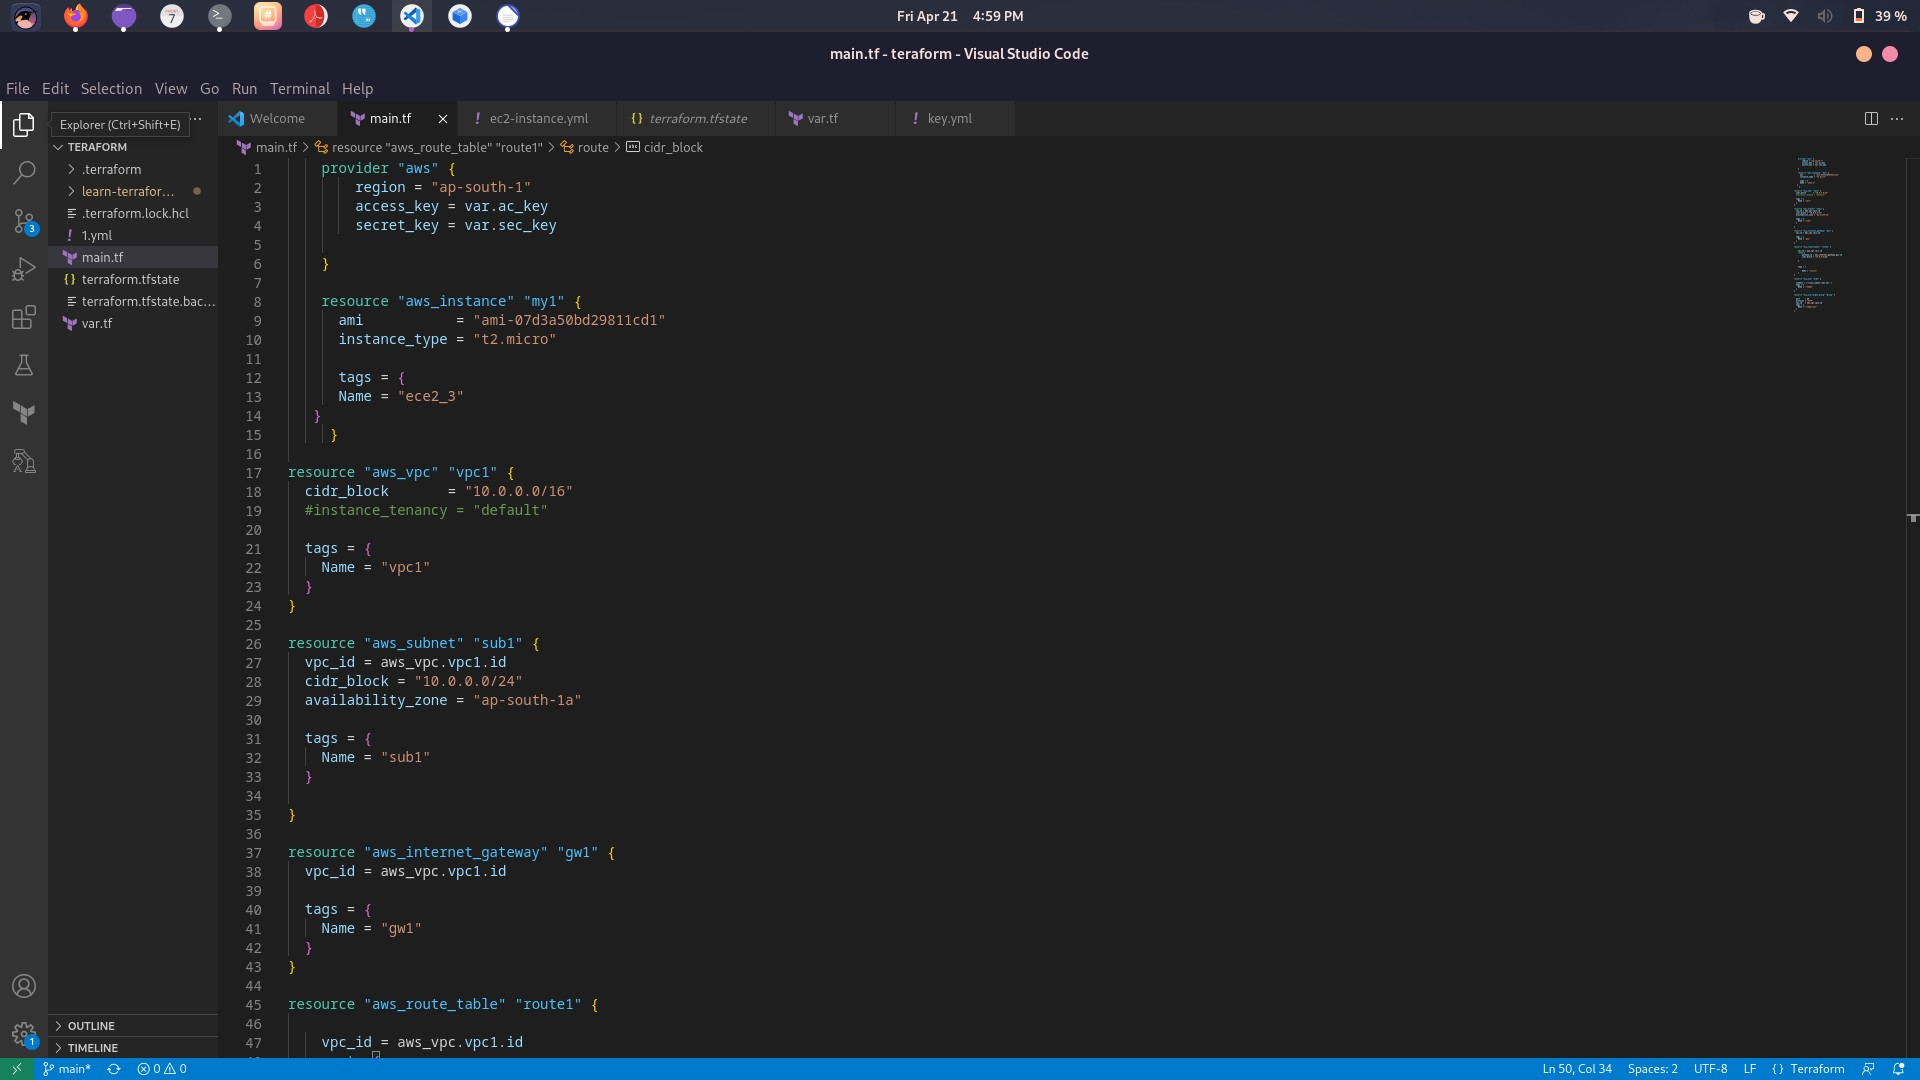 Fri Apr 21 4:59 PM
39 %
main.tf - teraform - Visual Studio Code
File Edit Selection View Go Run Terminal Help
Explorer (Ctrl+Shift+E)
Welcome
main.tf
ec2-instance.yml
terraform.tfstate
var.tf
key.yml
TERAFORM
.terraform
learn-terrafor...
.terraform.lock.hcl
1.yml
main.tf
terraform.tfstate
terraform.tfstate.bac...
var.tf
OUTLINE
TIMELINE
3
1
7
main.tf > resource "aws_route_table" "route1" > route > cidr_block
1 provider "aws" {
2 region = "ap-south-1"
3 access_key = var.ac_key
4 secret_key = var.sec_key
5
6 }
7
8 resource "aws_instance" "my1" {
9 ami = "ami-07d3a50bd29811cd1"
10 instance_type = "t2.micro"
11
12 tags = {
13 Name = "ece2_3"
14 }
15 }
16
17 resource "aws_vpc" "vpc1" {
18 cidr_block = "10.0.0.0/16"
19 #instance_tenancy = "default"
20
21 tags = {
22 Name = "vpc1"
23 }
24 }
25
26 resource "aws_subnet" "sub1" {
27 vpc_id = aws_vpc.vpc1.id
28 cidr_block = "10.0.0.0/24"
29 availability_zone = "ap-south-1a"
30
31 tags = {
32 Name = "sub1"
33 }
34
35 }
36
37 resource "aws_internet_gateway" "gw1" {
38 vpc_id = aws_vpc.vpc1.id
39
40 tags = {
41 Name = "gw1"
42 }
43 }
44
45 resource "aws_route_table" "route1" {
46
47 vpc_id = aws_vpc.vpc1.id
main* 0 0
Ln 50, Col 34 Spaces: 2 UTF-8 LF {} Terraform